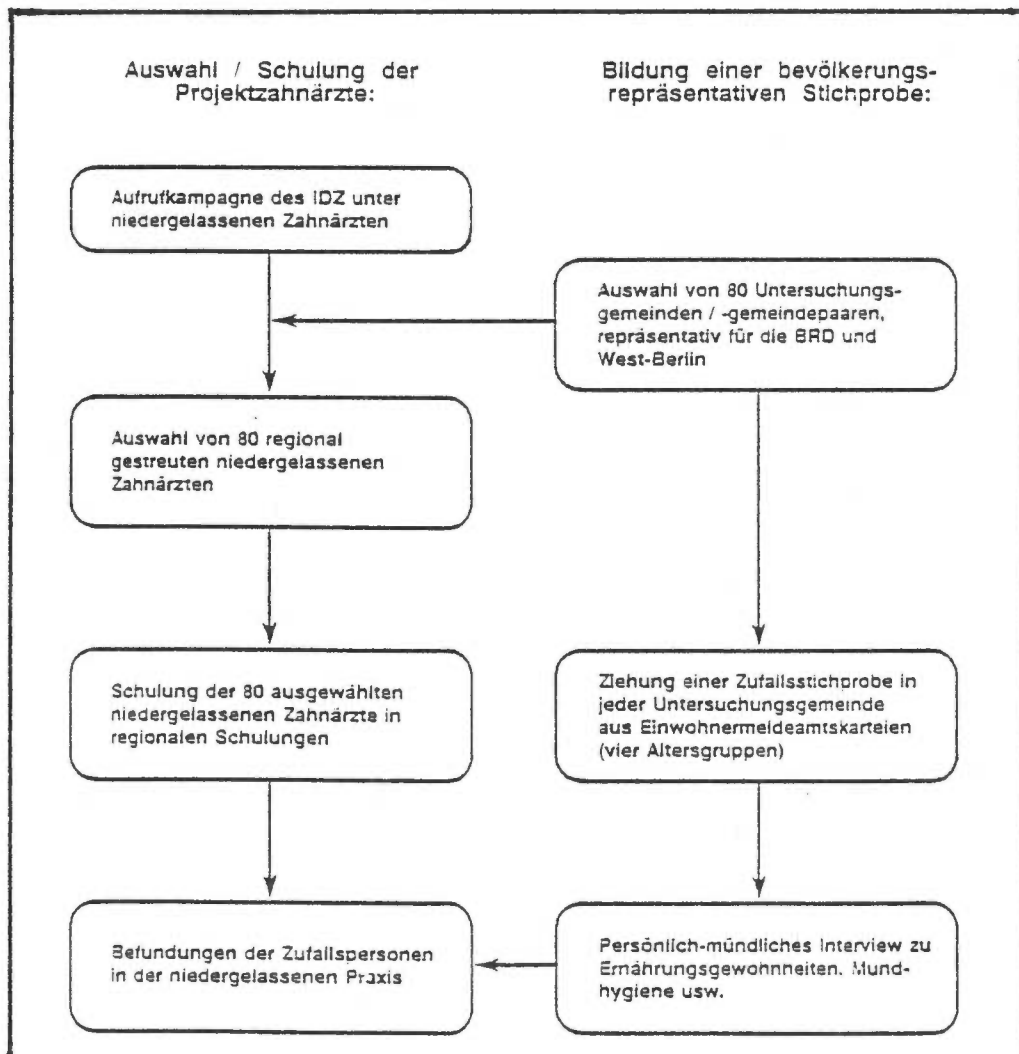 Auswahl / Schulung der
Projektzahnärzte:
Bildung einer bevölkerungs-
repräsentativen Stichprobe:
Aufrufkampagne des IDZ unter
niedergelassenen Zahnärzten
Auswahl von 80 Untersuchungs-
gemeinden / -gemeindepaaren,
repräsentativ für die BRD und
West-Berlin
Auswahl von 80 regional
gestreuten niedergelassenen
Zahnärzten
Schulung der 80 ausgewählten
niedergelassenen Zahnärzte in
regionalen Schulungen
Ziehung einer Zufallsstichprobe in
jeder Untersuchungsgemeinde
aus Einwohnermeldeamtskarteien
(vier Altersgruppen)
Befundungen der Zufallspersonen
in der niedergelassenen Praxis
Persönlich-mündliches Interview zu
Ernährungsgewohnheiten, Mund-
hygiene usw.